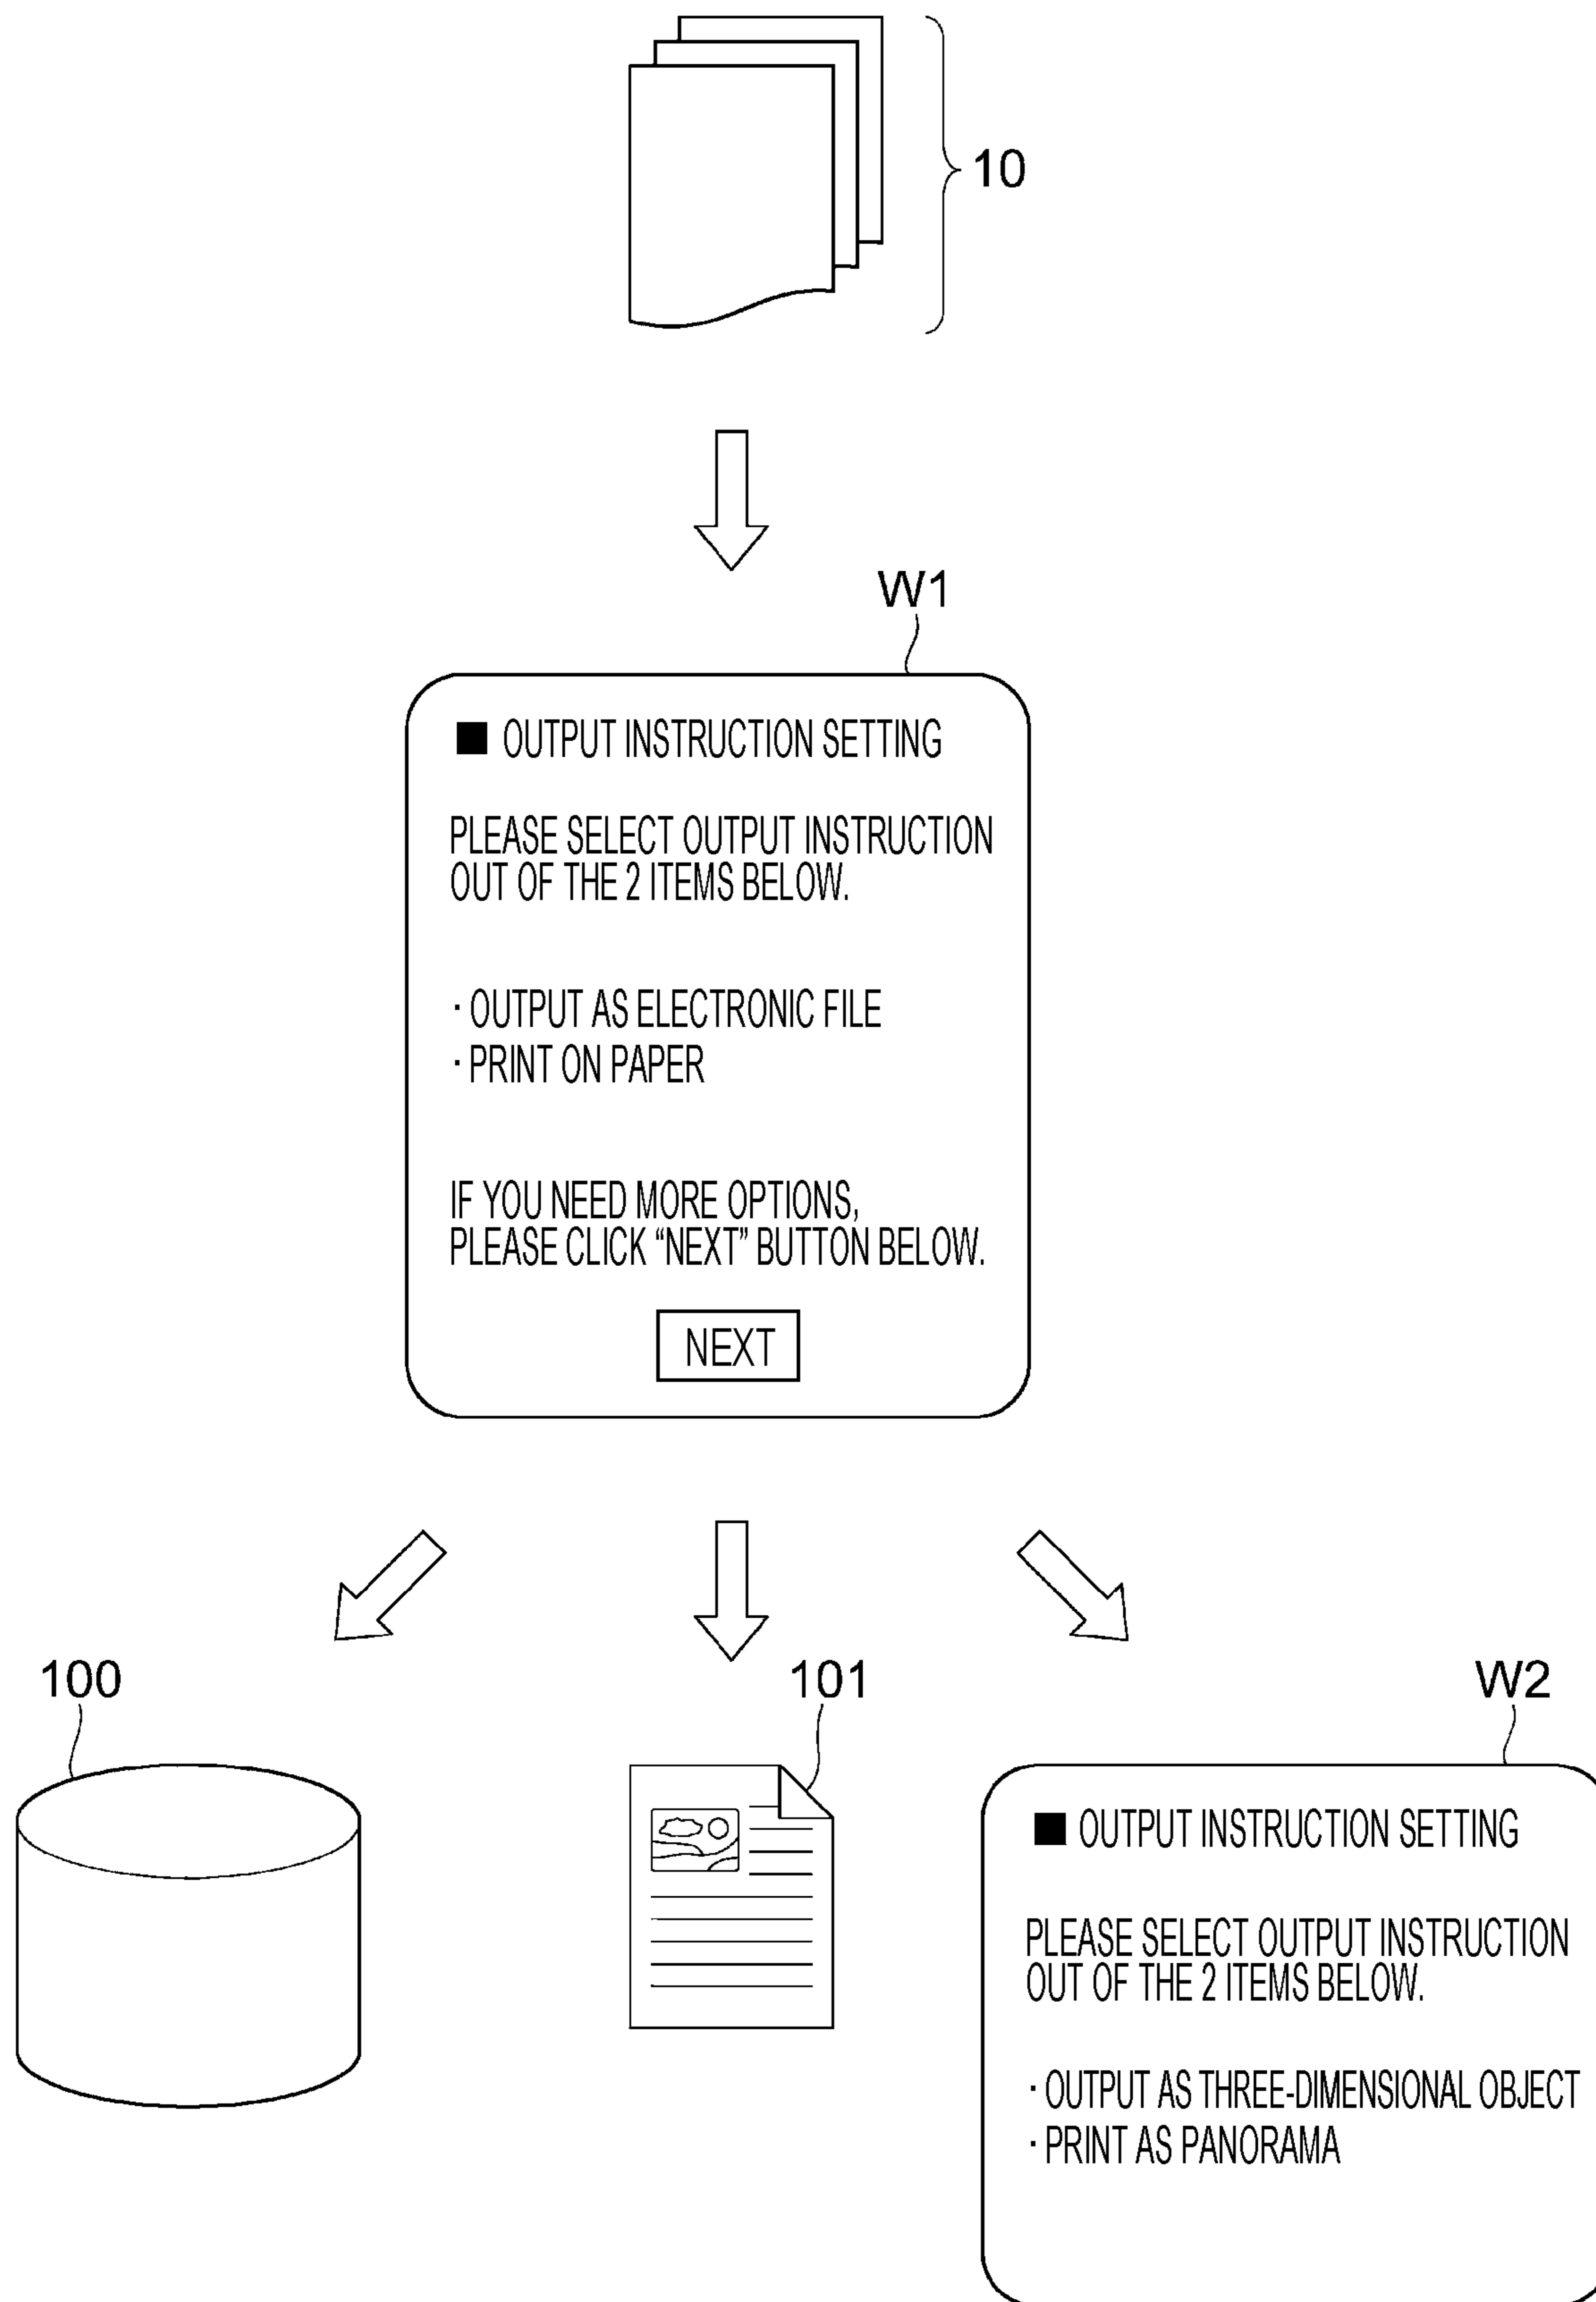 10
W1
■ OUTPUT INSTRUCTION SETTING
PLEASE SELECT OUTPUT INSTRUCTION
OUT OF THE 2 ITEMS BELOW.
· OUTPUT AS ELECTRONIC FILE
· PRINT ON PAPER
IF YOU NEED MORE OPTIONS,
PLEASE CLICK “NEXT” BUTTON BELOW.
NEXT
100
101
W2
■ OUTPUT INSTRUCTION SETTING
PLEASE SELECT OUTPUT INSTRUCTION
OUT OF THE 2 ITEMS BELOW.
· OUTPUT AS THREE-DIMENSIONAL OBJECT
· PRINT AS PANORAMA